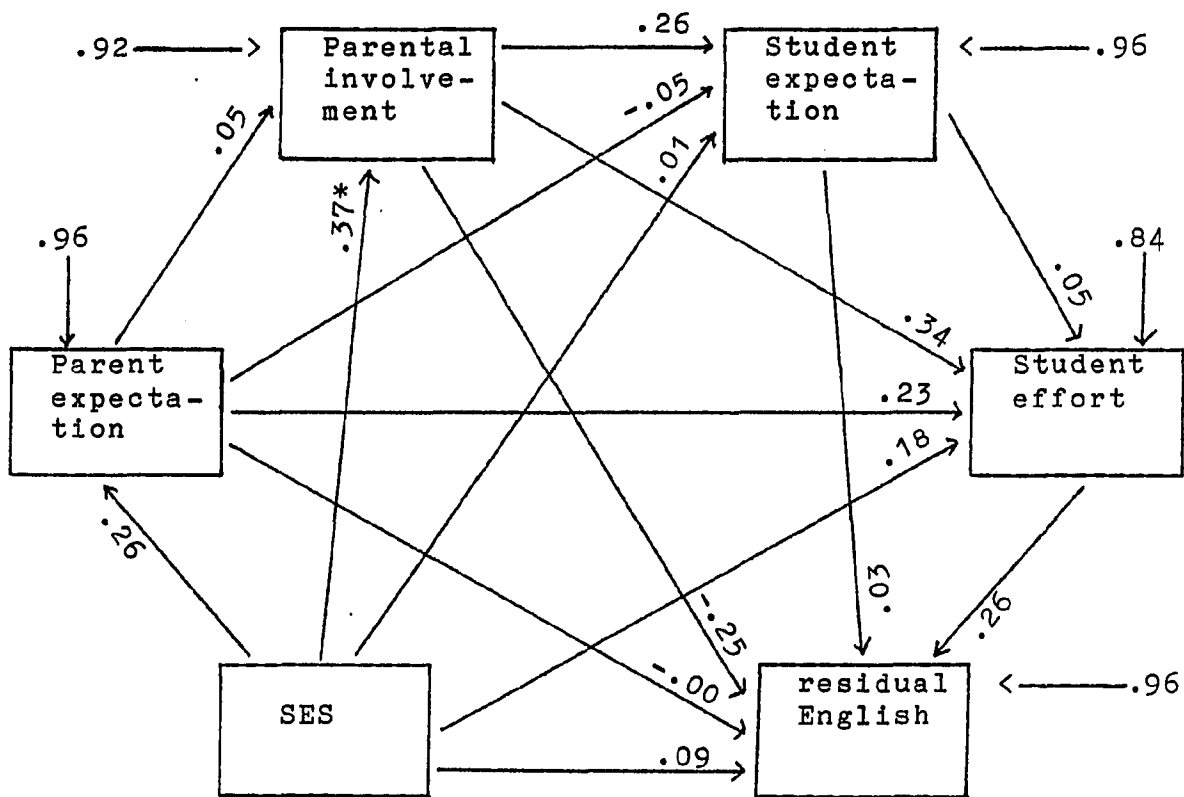 .92
Parental
involve-
ment
.26
Student
expecta-
tion
.96
.05
-.05
.01
.37*
.96
.84
.05
.34
Parent
expecta-
tion
Student
effort
.23
.18
.26
.03
.26
-.25
-.00
SES
residual
English
.96
.09